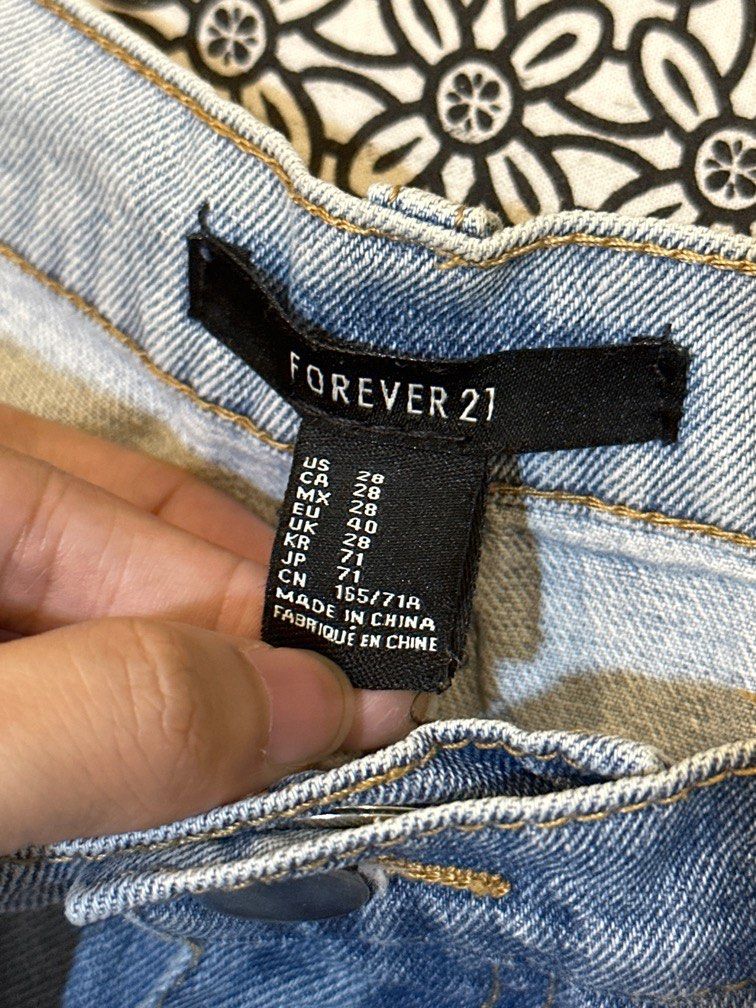 FOREVER 21
US 28
CA 28
MX 28
EU 40
UK 28
KR 71
JP 71
CN 165/71A
MADE IN CHINA
FABRIQUÉ EN CHINE